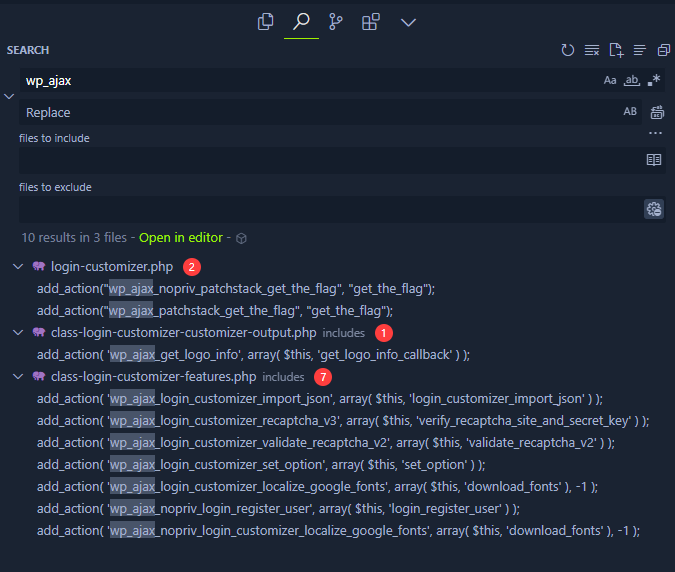 SEARCH
wp_ajax
Aa ab .*
Replace
AB
files to include
files to exclude
10 results in 3 files - Open in editor -
login-customizer.php 2
add_action("wp_ajax_nopriv_patchstack_get_the_flag", "get_the_flag");
add_action("wp_ajax_patchstack_get_the_flag", "get_the_flag");
class-login-customizer-customizer-output.php includes 1
add_action( 'wp_ajax_get_logo_info', array( $this, 'get_logo_info_callback' ) );
class-login-customizer-features.php includes 7
add_action( 'wp_ajax_login_customizer_import_json', array( $this, 'login_customizer_import_json' ) );
add_action( 'wp_ajax_login_customizer_recaptcha_v3', array( $this, 'verify_recaptcha_site_and_secret_key' ) );
add_action( 'wp_ajax_login_customizer_validate_recaptcha_v2', array( $this, 'validate_recaptcha_v2' ) );
add_action( 'wp_ajax_login_customizer_set_option', array( $this, 'set_option' ) );
add_action( 'wp_ajax_login_customizer_localize_google_fonts', array( $this, 'download_fonts' ), -1 );
add_action( 'wp_ajax_nopriv_login_register_user', array( $this, 'login_register_user' ) );
add_action( 'wp_ajax_nopriv_login_customizer_localize_google_fonts', array( $this, 'download_fonts' ), -1 );